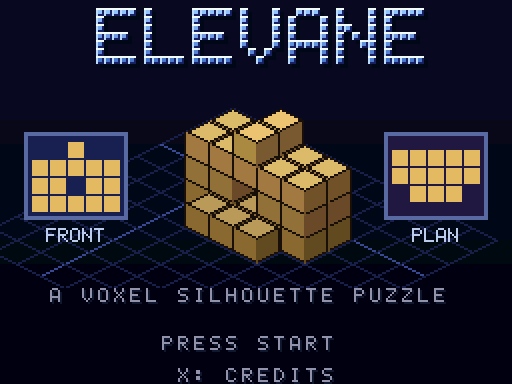 ELEVANE
FRONT
PLAN
A VOXEL SILHOUETTE PUZZLE
PRESS START
X: CREDITS